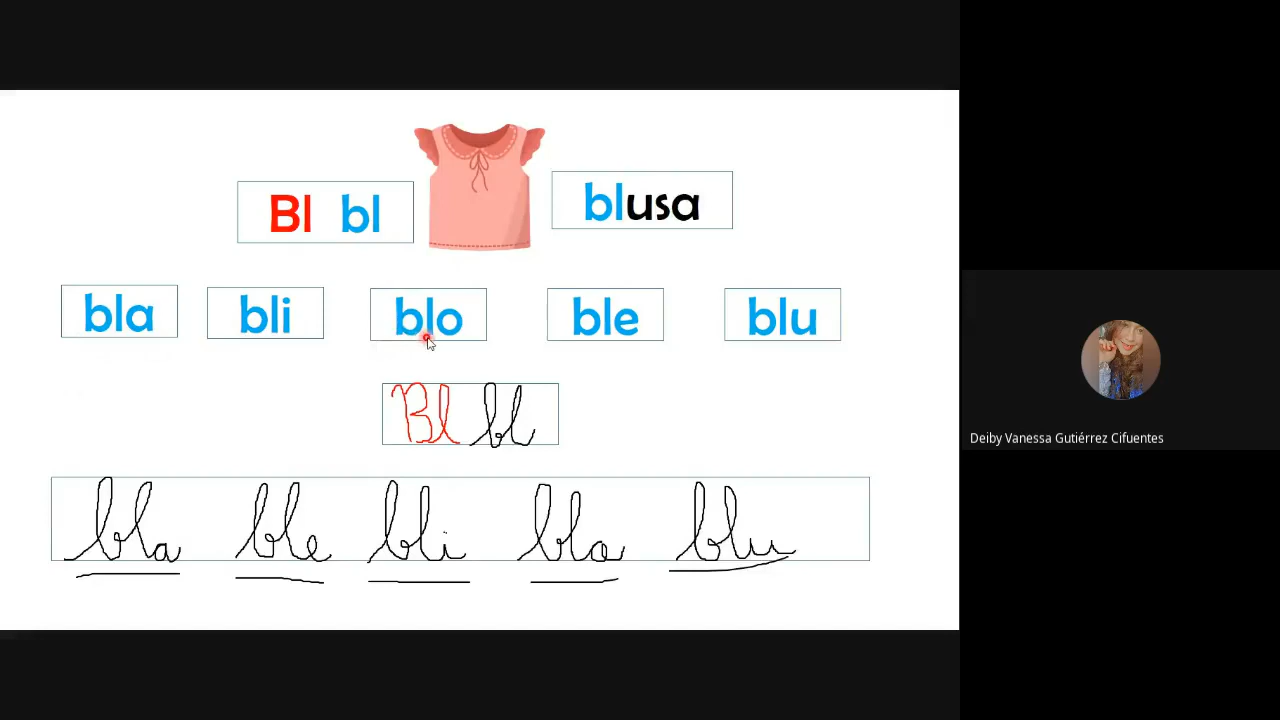 Bl bl
blusa
bla bli blo ble blu
Bl bl
bla ble bli blo blu
Deiby Vanessa Gutiérrez Cifuentes